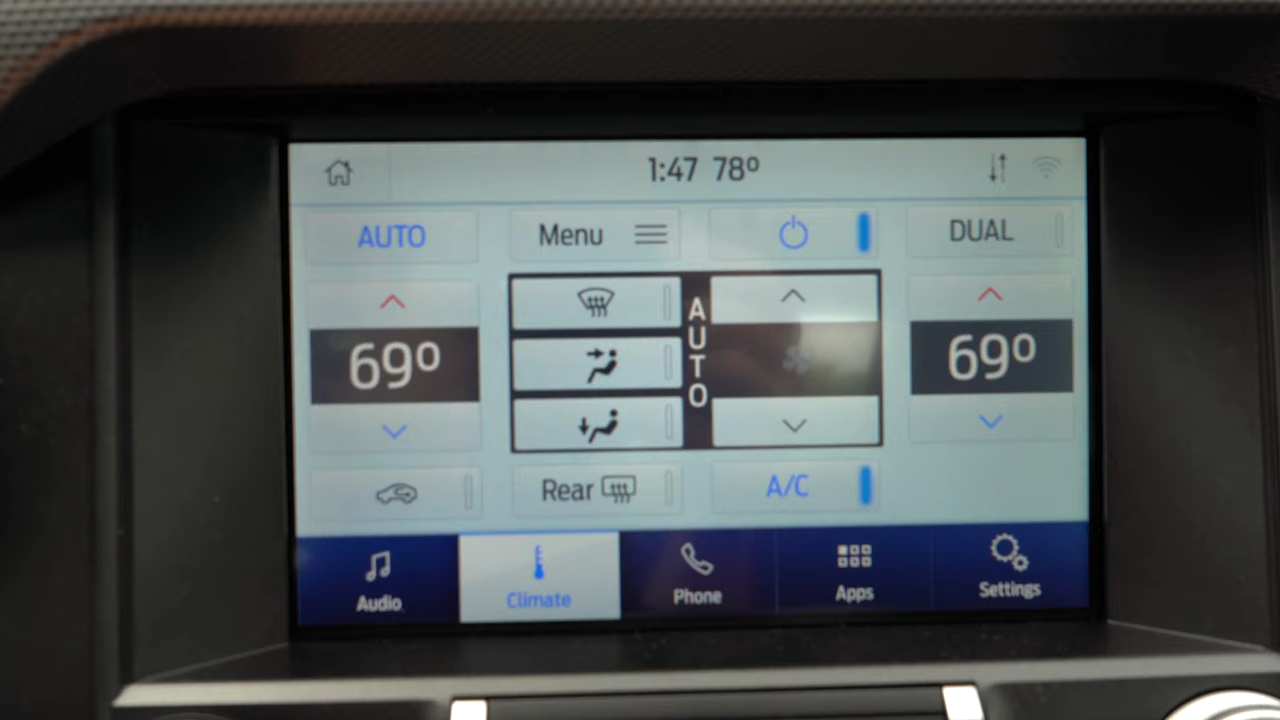 1:47 78°
AUTO
Menu
DUAL
69°
AUTO
69°
Rear
A/C
Audio
Climate
Phone
Apps
Settings